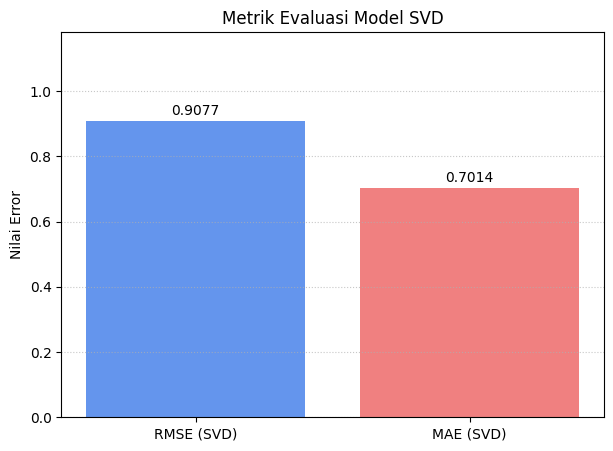 Metrik Evaluasi Model SVD
Nilai Error
1.0
0.8
0.6
0.4
0.2
0.0
0.9077
0.7014
RMSE (SVD)
MAE (SVD)